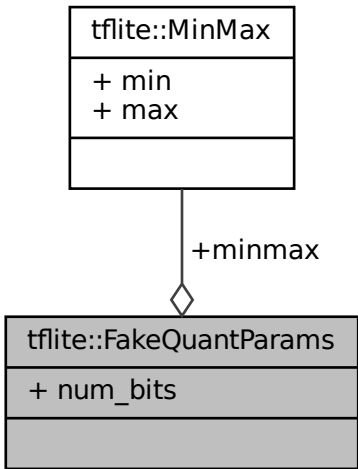 tflite::MinMax
+ min
+ max
+minmax
tflite::FakeQuantParams
+ num_bits